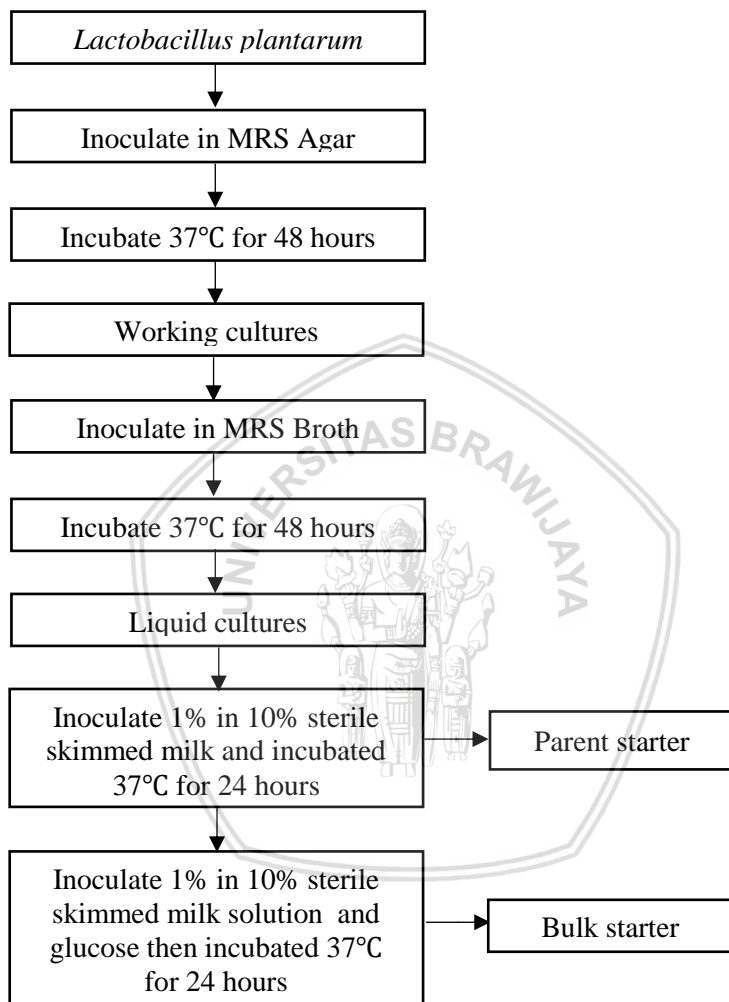 Lactobacillus plantarum
Inoculate in MRS Agar
Incubate 37°C for 48 hours
Working cultures
Inoculate in MRS Broth
Incubate 37°C for 48 hours
Liquid cultures
Inoculate 1% in 10% sterile
skimmed milk and incubated
37°C for 24 hours
Parent starter
Inoculate 1% in 10% sterile
skimmed milk solution and
glucose then incubated 37°C
for 24 hours
Bulk starter
UNIVERSITAS BRAWIJAYA